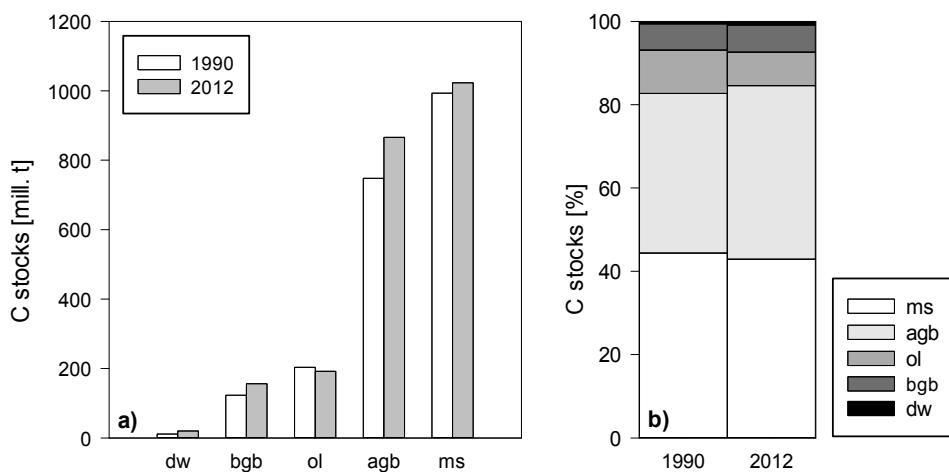 C stocks [mill. t]
1200
1000
800
600
400
200
0
1990
2012
a)
dw bgb ol agb ms
C stocks [%]
100
80
60
40
20
0
b)
1990 2012
ms
agb
ol
bgb
dw